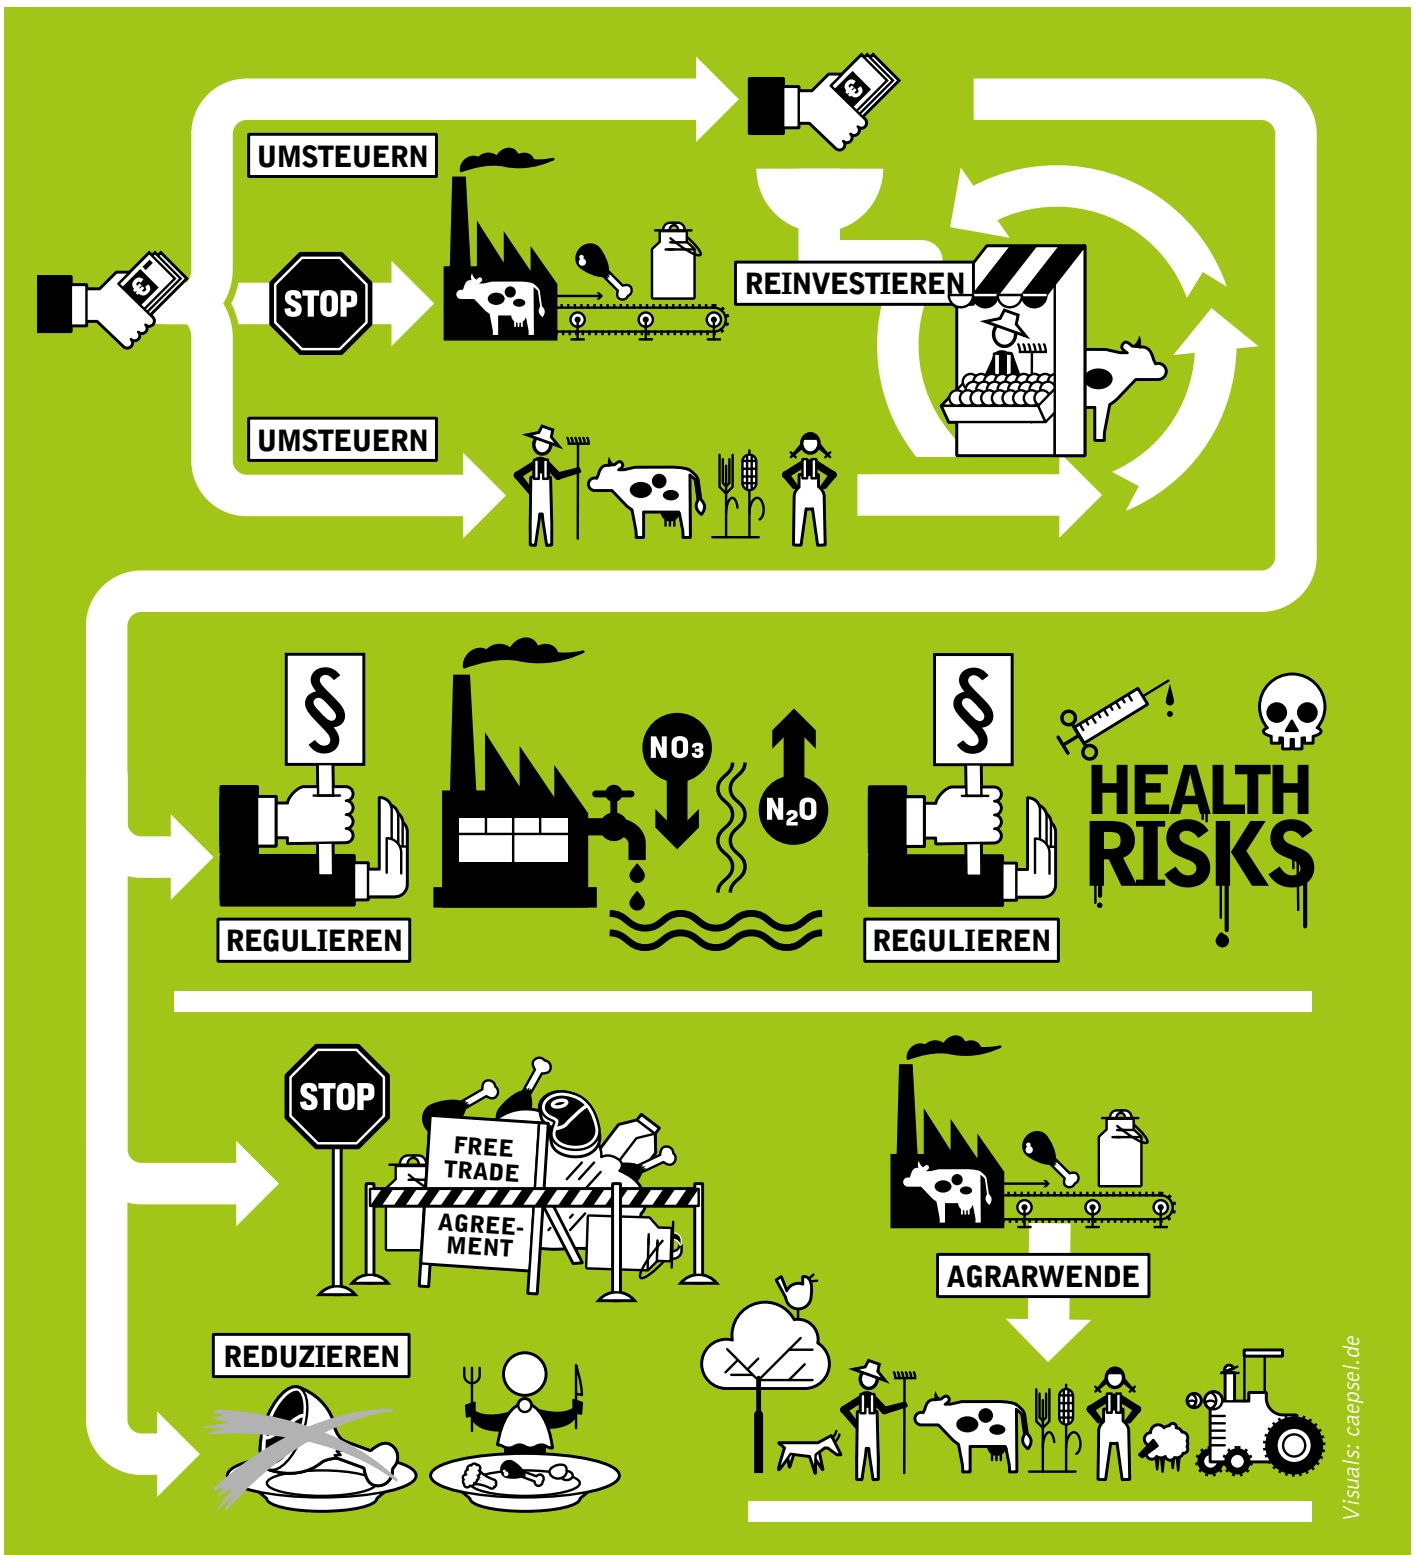 €
UMSTEUERN
€
STOP
REINVESTIEREN
UMSTEUERN
§
§
NO3
N2O
HEALTH
RISKS
REGULIEREN
REGULIEREN
STOP
FREE
TRADE
AGREE-
MENT
AGRARWENDE
REDUZIEREN
Visuals: caepsel.de